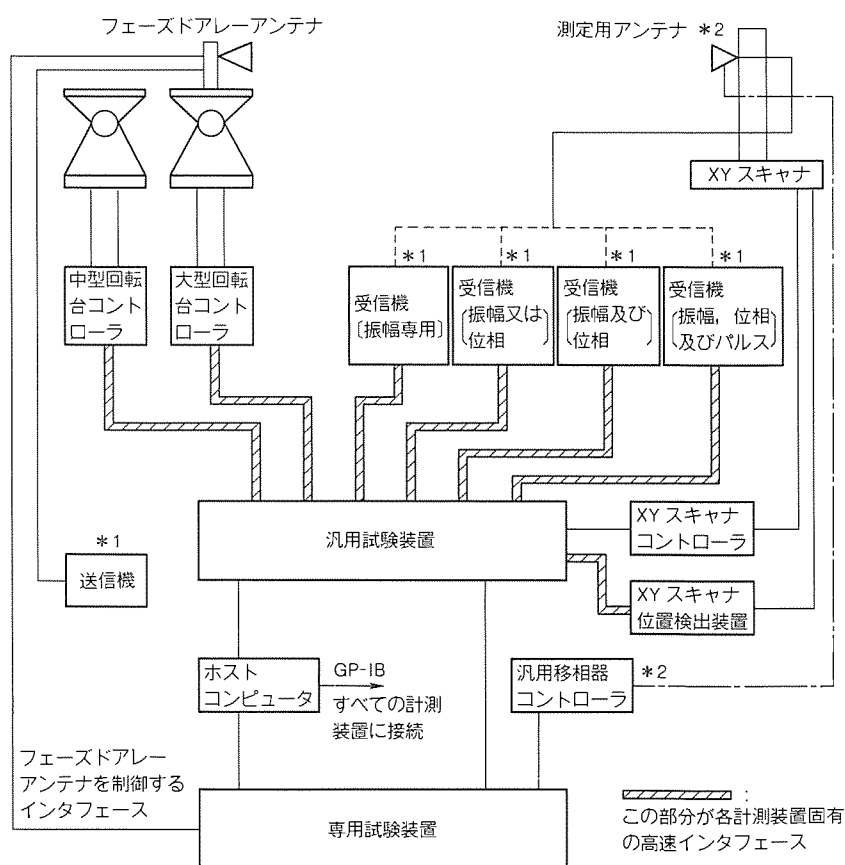 フェーズドアレーアンテナ
測定用アンテナ *2
XY スキャナ
中型回転
台コント
ローラ
大型回転
台コント
ローラ
*1
受信機
〔振幅専用〕
*1
受信機
〔振幅又は
位相〕
*1
受信機
〔振幅及び
位相〕
*1
受信機
〔振幅,位相
及びパルス〕
汎用試験装置
XY スキャナ
コントローラ
*1
送信機
XY スキャナ
位置検出装置
ホスト
コンピュータ
GP-IB
すべての計測
装置に接続
汎用移相器
コントローラ
*2
フェーズドアレー
アンテナを制御する
インタフェース
専用試験装置
:
この部分が各計測装置固有
の高速インタフェース